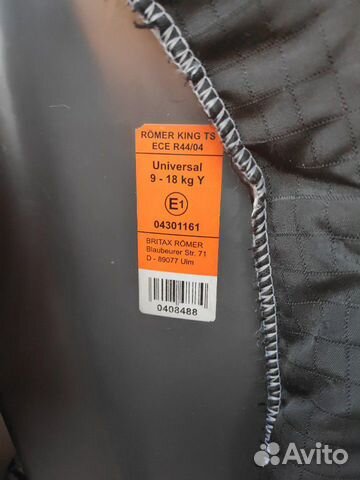 RÖMER KING TS
ECE R44/04
Universal
9 - 18 kg Y
E1
04301161
BRITAX RÖMER
Blaubeurer Str. 71
D - 89077 Ulm
0408488
Avito